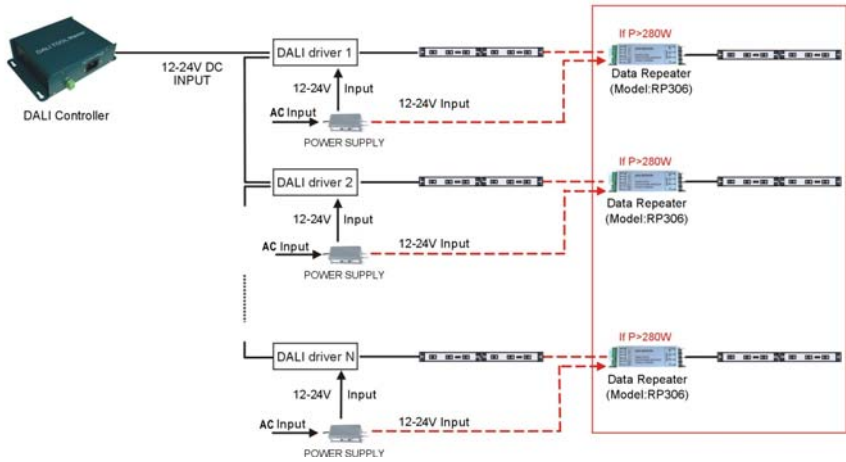 If P>280W
DALI TOOL Master
DALI driver 1
12-24V DC
INPUT
Data Repeater
(Model:RP306)
12-24V Input
12-24V Input
AC Input
DALI Controller
POWER SUPPLY
If P>280W
DALI driver 2
Data Repeater
(Model:RP306)
12-24V Input
12-24V Input
AC Input
POWER SUPPLY
If P>280W
DALI driver N
Data Repeater
(Model:RP306)
12-24V Input
12-24V Input
AC Input
POWER SUPPLY